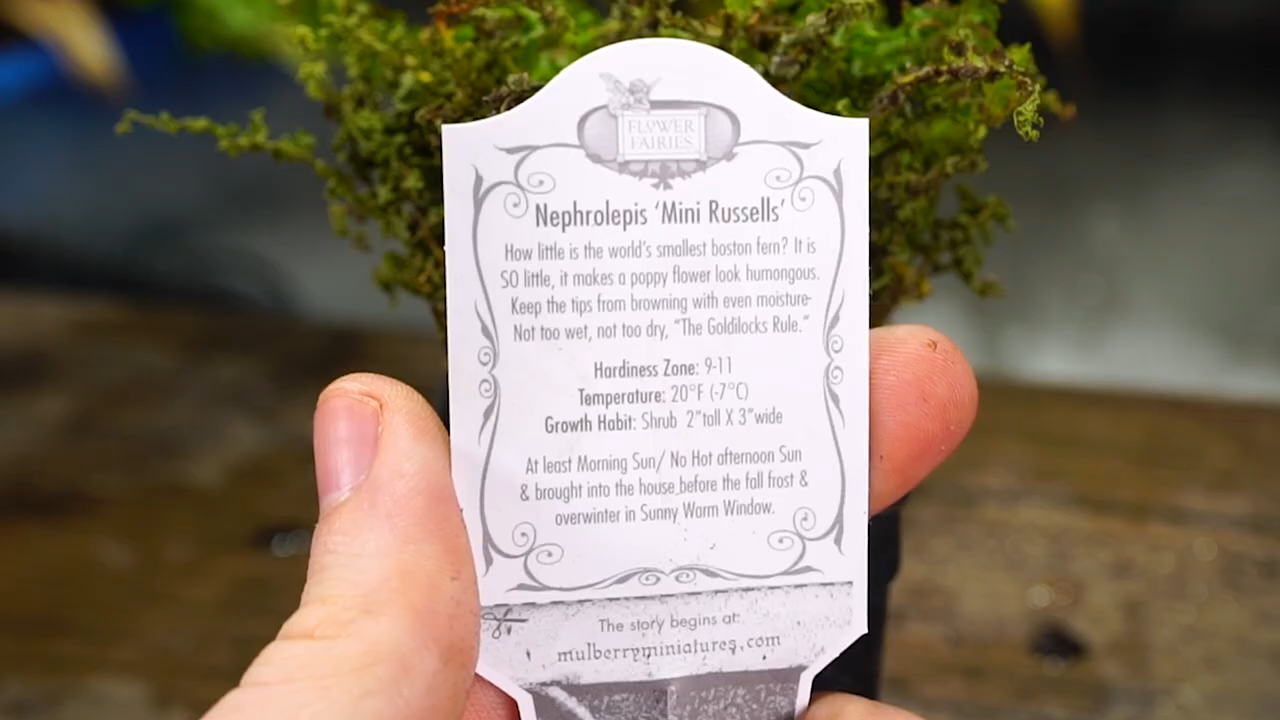 FLOWER
FAIRIES
Nephrolepis ‘Mini Russells’
How little is the world’s smallest boston fern? It is
SO little, it makes a poppy flower look humongous.
Keep the tips from browning with even moisture-
Not too wet, not too dry, “The Goldilocks Rule.”
Hardiness Zone: 9-11
Temperature: 20°F (-7°C)
Growth Habit: Shrub 2”tall X 3”wide
At least Morning Sun/ No Hot afternoon Sun
& brought into the house before the fall frost &
overwinter in Sunny Warm Window.
The story begins at:
mulberryminiatures.com